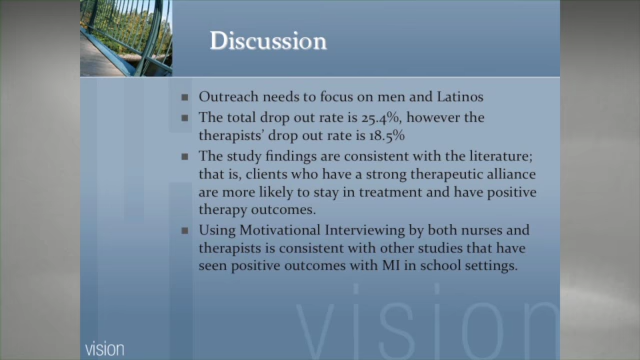 Discussion
Outreach needs to focus on men and Latinos
The total drop out rate is 25.4%, however the
therapists' drop out rate is 18.5%
The study findings are consistent with the literature;
that is, clients who have a strong therapeutic alliance
are more likely to stay in treatment and have positive
therapy outcomes.
Using Motivational Interviewing by both nurses and
therapists is consistent with other studies that have
seen positive outcomes with MI in school settings.
vision
vision